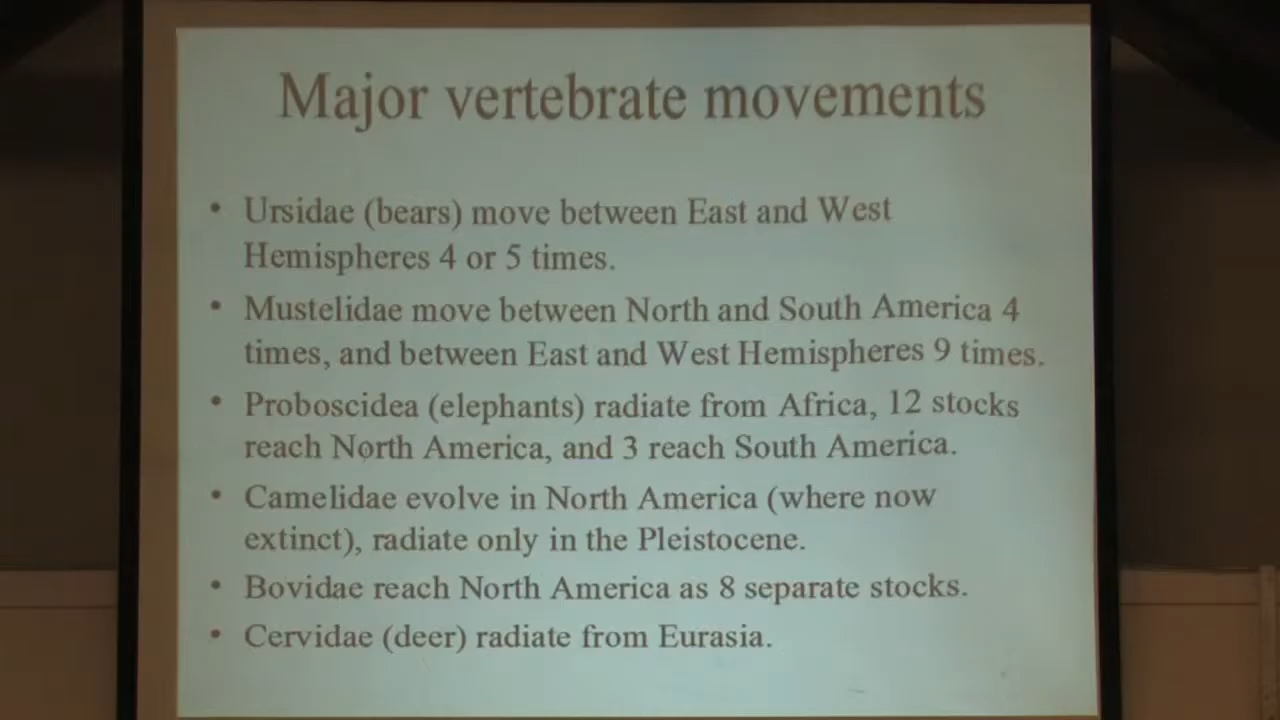 Major vertebrate movements
• Ursidae (bears) move between East and West
Hemispheres 4 or 5 times.
• Mustelidae move between North and South America 4
times, and between East and West Hemispheres 9 times.
• Proboscidea (elephants) radiate from Africa, 12 stocks
reach North America, and 3 reach South America.
• Camelidae evolve in North America (where now
extinct), radiate only in the Pleistocene.
• Bovidae reach North America as 8 separate stocks.
• Cervidae (deer) radiate from Eurasia.